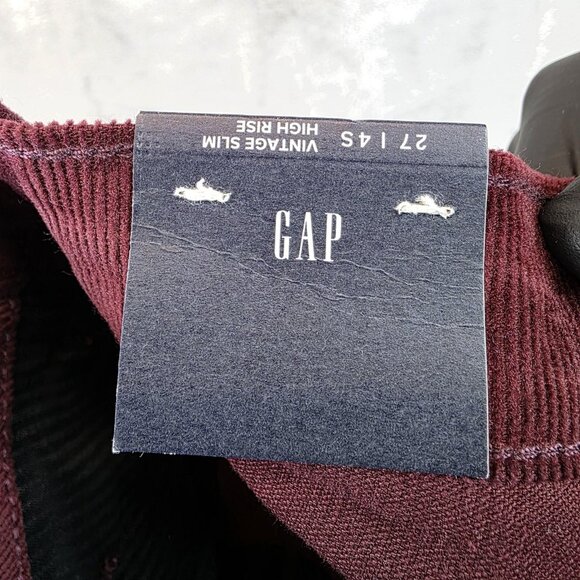 VINTAGE SLIM
HIGH RISE
27 | 4S
GAP